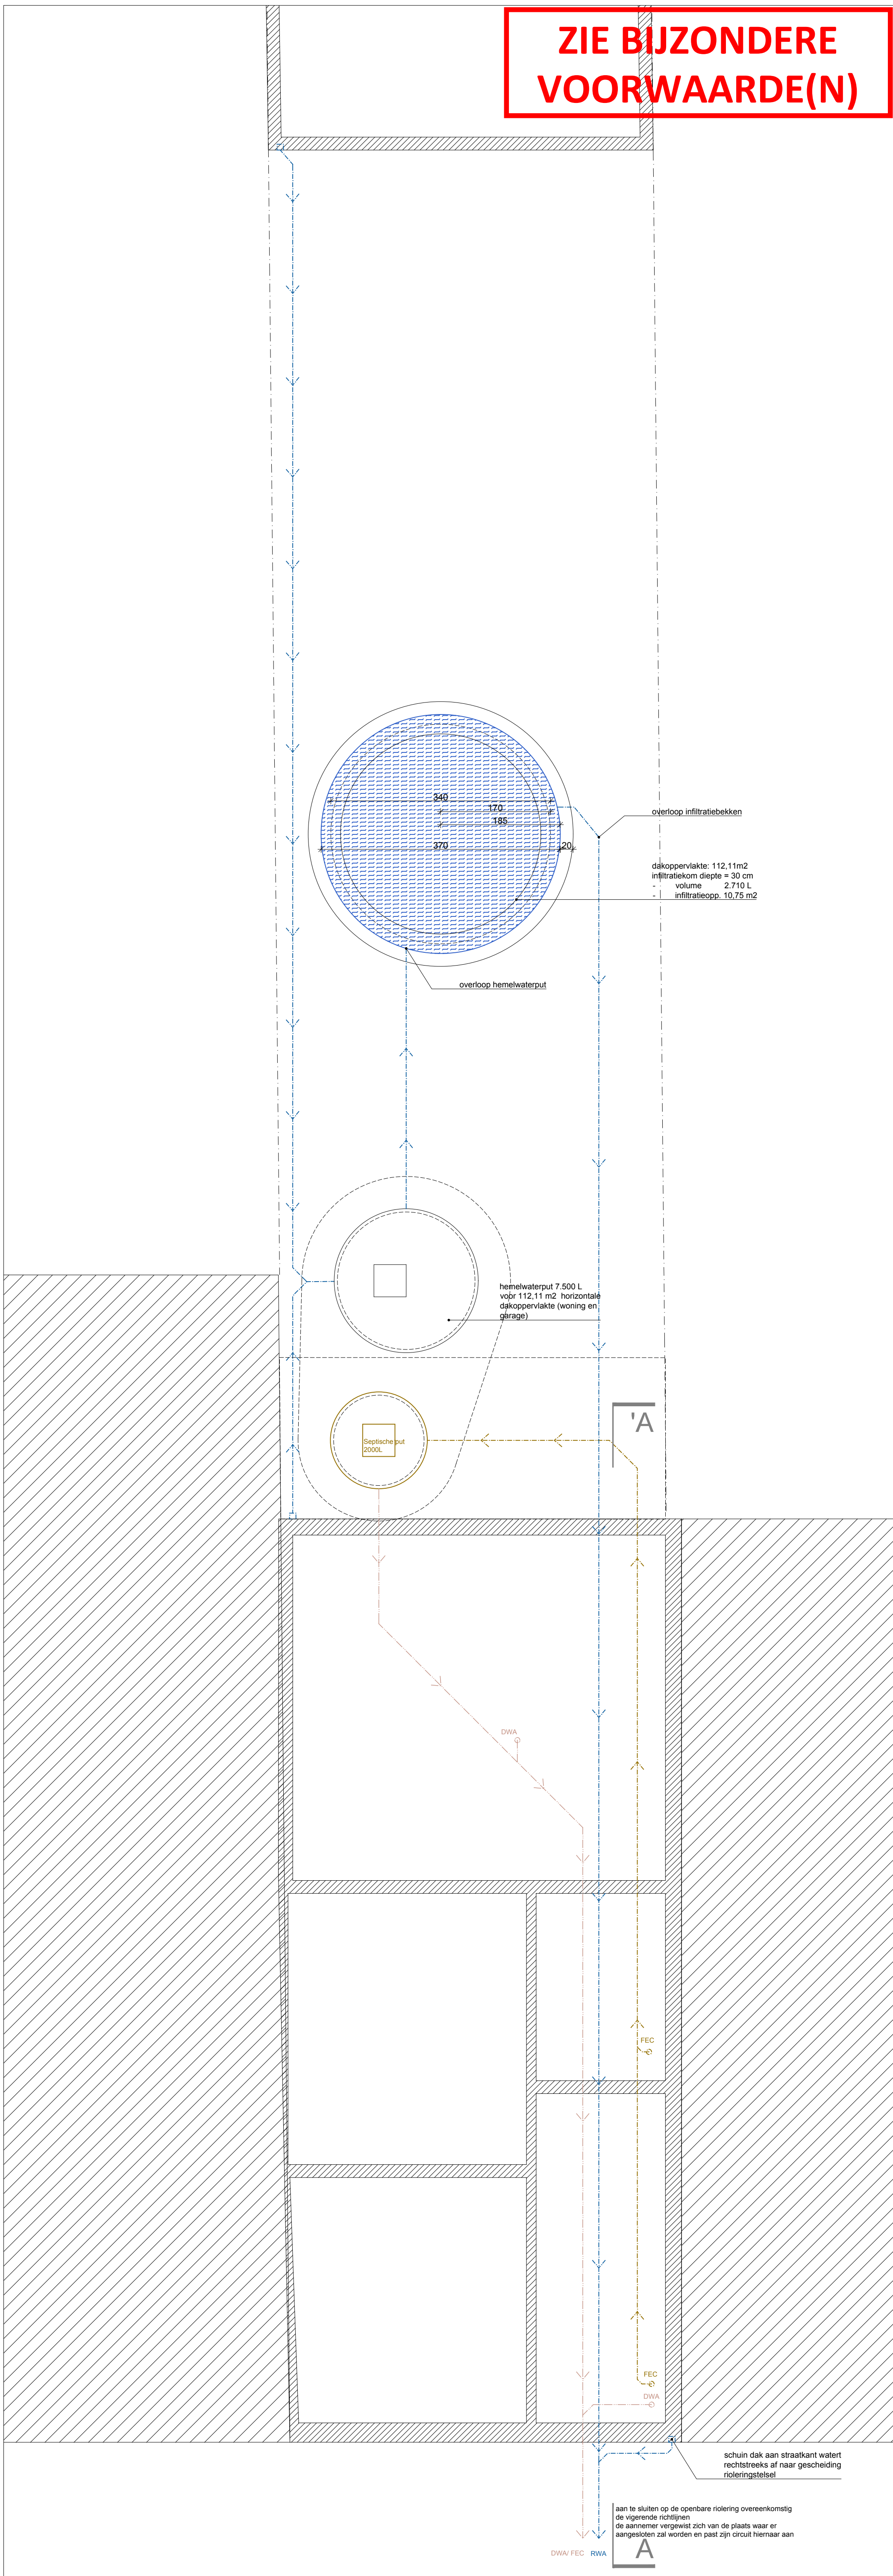 ZIE BIJZONDERE
VOORWAARDE(N)
340
170
185
370
20
overloop infiltratiebekken
dakoppervlakte: 112,11m2
infiltratiekom diepte = 30 cm
- volume 2.710 L
- infiltratieopp. 10,75 m2
overloop hemelwaterput
hemelwaterput 7.500 L
voor 112,11 m2 horizontale
dakoppervlakte (woning en
garage)
'A
Septische put
2000L
DWA
FEC
FEC
DWA
schuin dak aan straatkant watert
rechtstreeks af naar gescheiding
rioleringstelsel
aan te sluiten op de openbare riolering overeenkomstig
de vigerende richtlijnen
de aannemer vergewist zich van de plaats waar er
aangesloten zal worden en past zijn circuit hiernaar aan
DWA/ FEC RWA
A